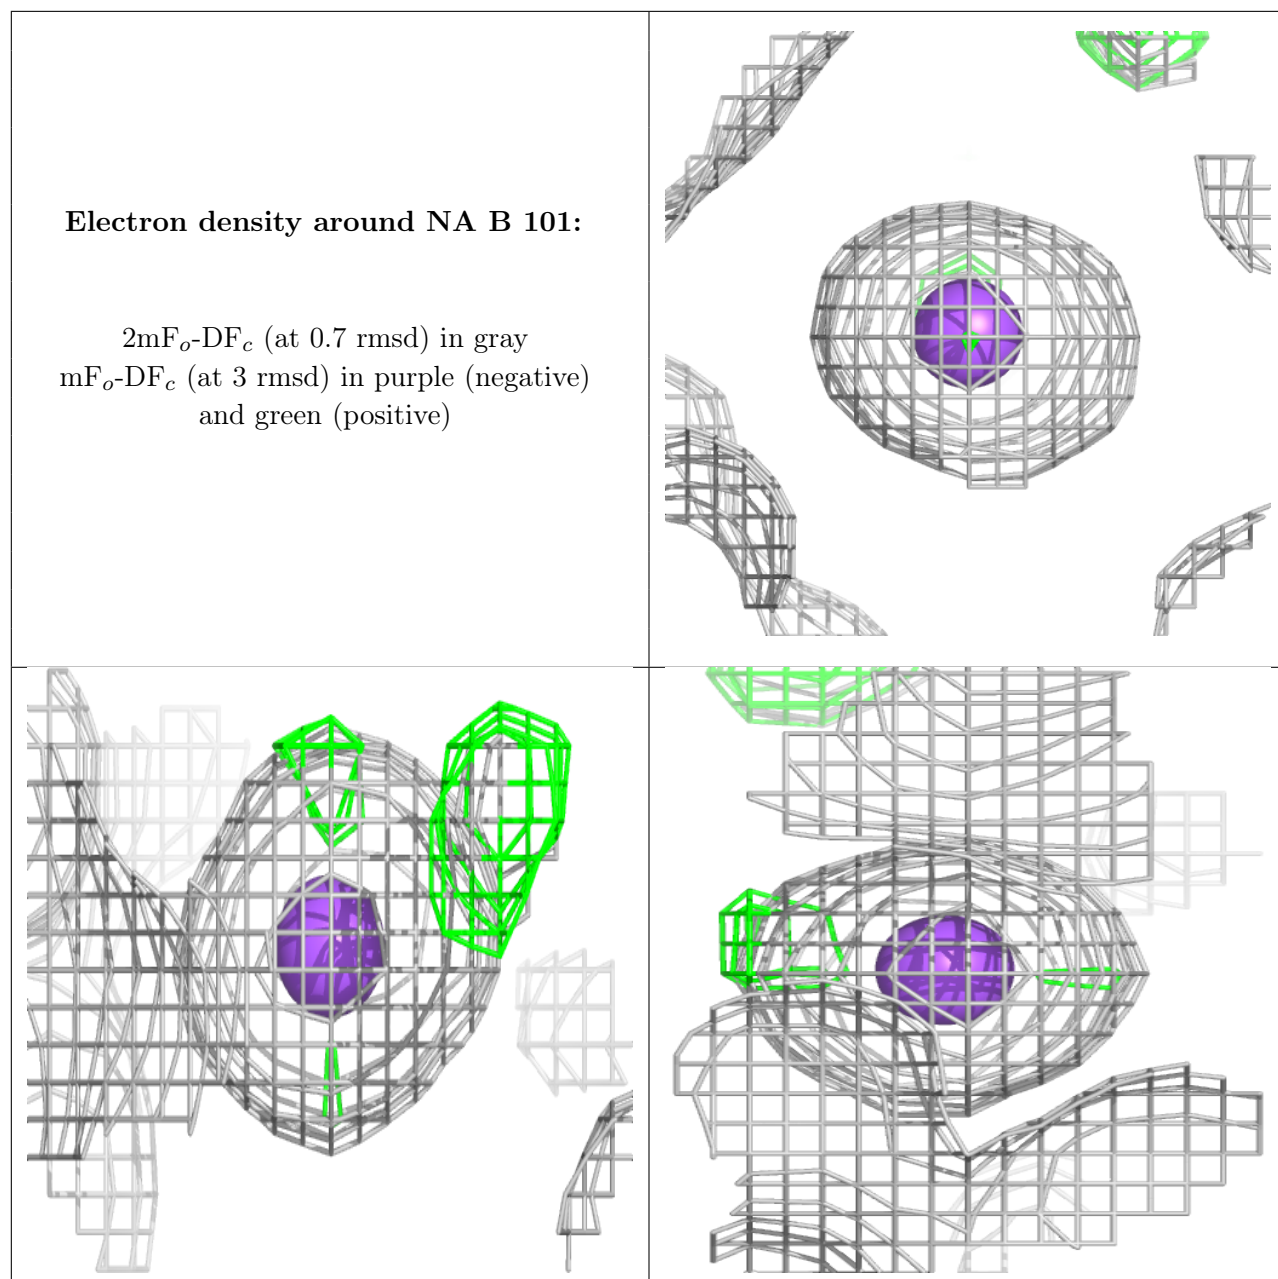 Electron density around NA B 101:
2mFo-DFc (at 0.7 rmsd) in gray
mFo-DFc (at 3 rmsd) in purple (negative)
and green (positive)